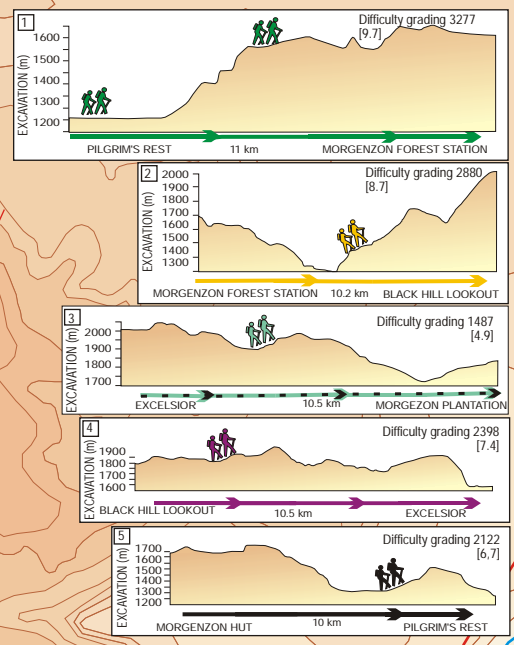 1
EXCAVATION (m)
1600
1500
1400
1300
1200
Difficulty grading 3277
[9.7]
PILGRIM'S REST 11 km MORGENZON FOREST STATION
2
EXCAVATION (m)
2000
1900
1800
1700
1600
1500
1400
1300
Difficulty grading 2880
[8.7]
MORGENZON FOREST STATION 10.2 km BLACK HILL LOOKOUT
3
EXCAVATION (m)
2000
1900
1800
1700
Difficulty grading 1487
[4.9]
EXCELSIOR 10.5 km MORGEZON PLANTATION
4
EXCAVATION (m)
1900
1800
1700
1600
Difficulty grading 2398
[7.4]
BLACK HILL LOOKOUT 10.5 km EXCELSIOR
5
EXCAVATION (m)
1700
1600
1500
1400
1300
1200
Difficulty grading 2122
[6,7]
MORGENZON HUT 10 km PILGRIM'S REST